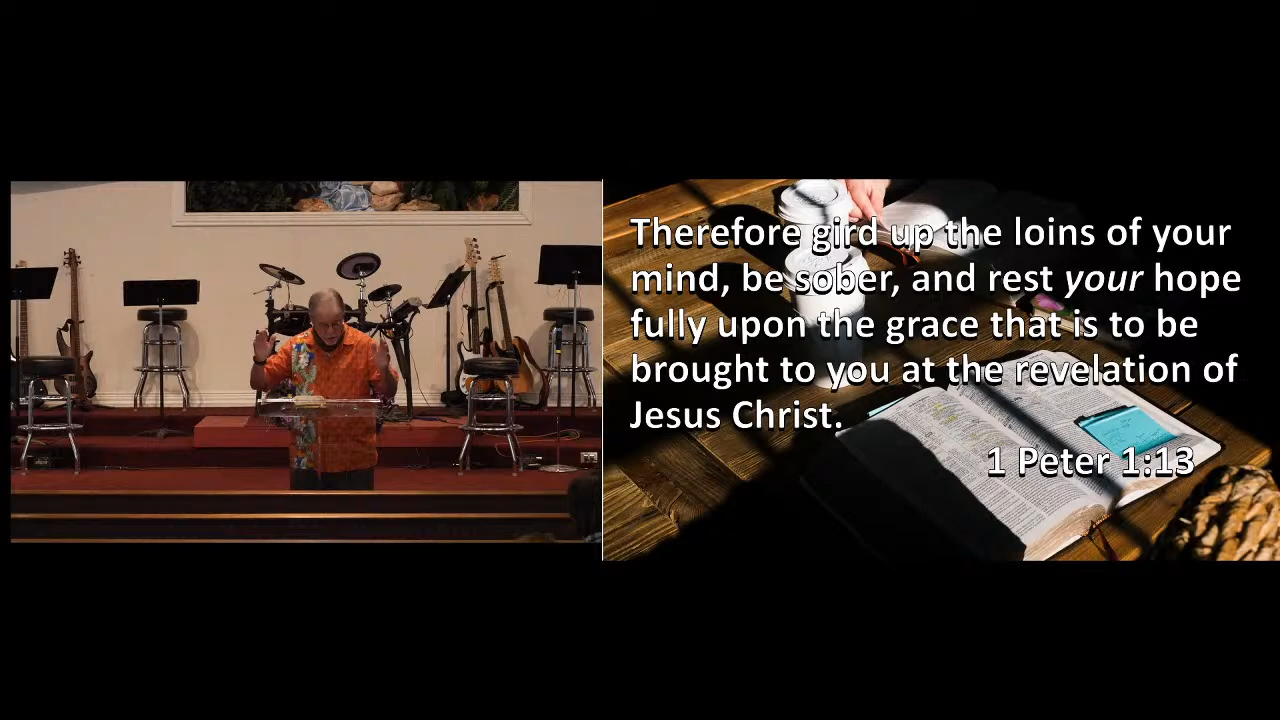 Therefore gird up the loins of your
mind, be sober, and rest your hope
fully upon the grace that is to be
brought to you at the revelation of
Jesus Christ.
1 Peter 1:13